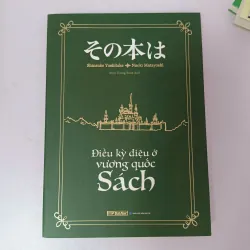 その本は
Shinsuke Yoshitake ✦ Naoki Matayoshi
Điều kỳ diệu ở
vương quốc
Sách